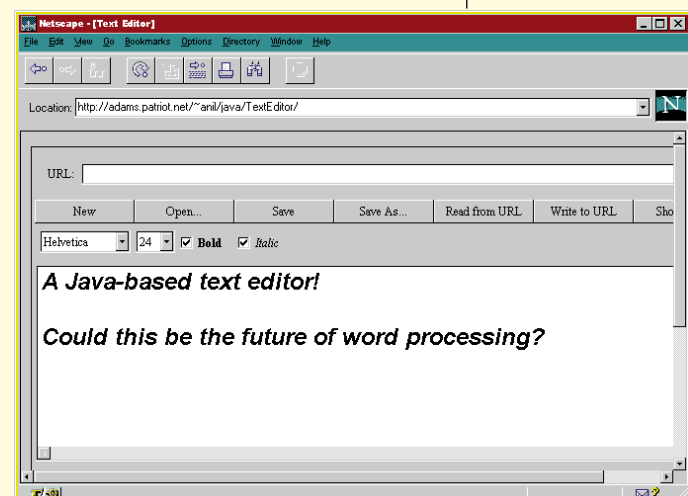 Netscape - [Text Editor]
File Edit View Go Bookmarks Options Directory Window Help
Location: http://adams.patriot.net/~anil/java/TextEditor/
N
URL:
New Open... Save Save As... Read from URL Write to URL Sho
Helvetica 24 Bold Italic
A Java-based text editor!
Could this be the future of word processing?